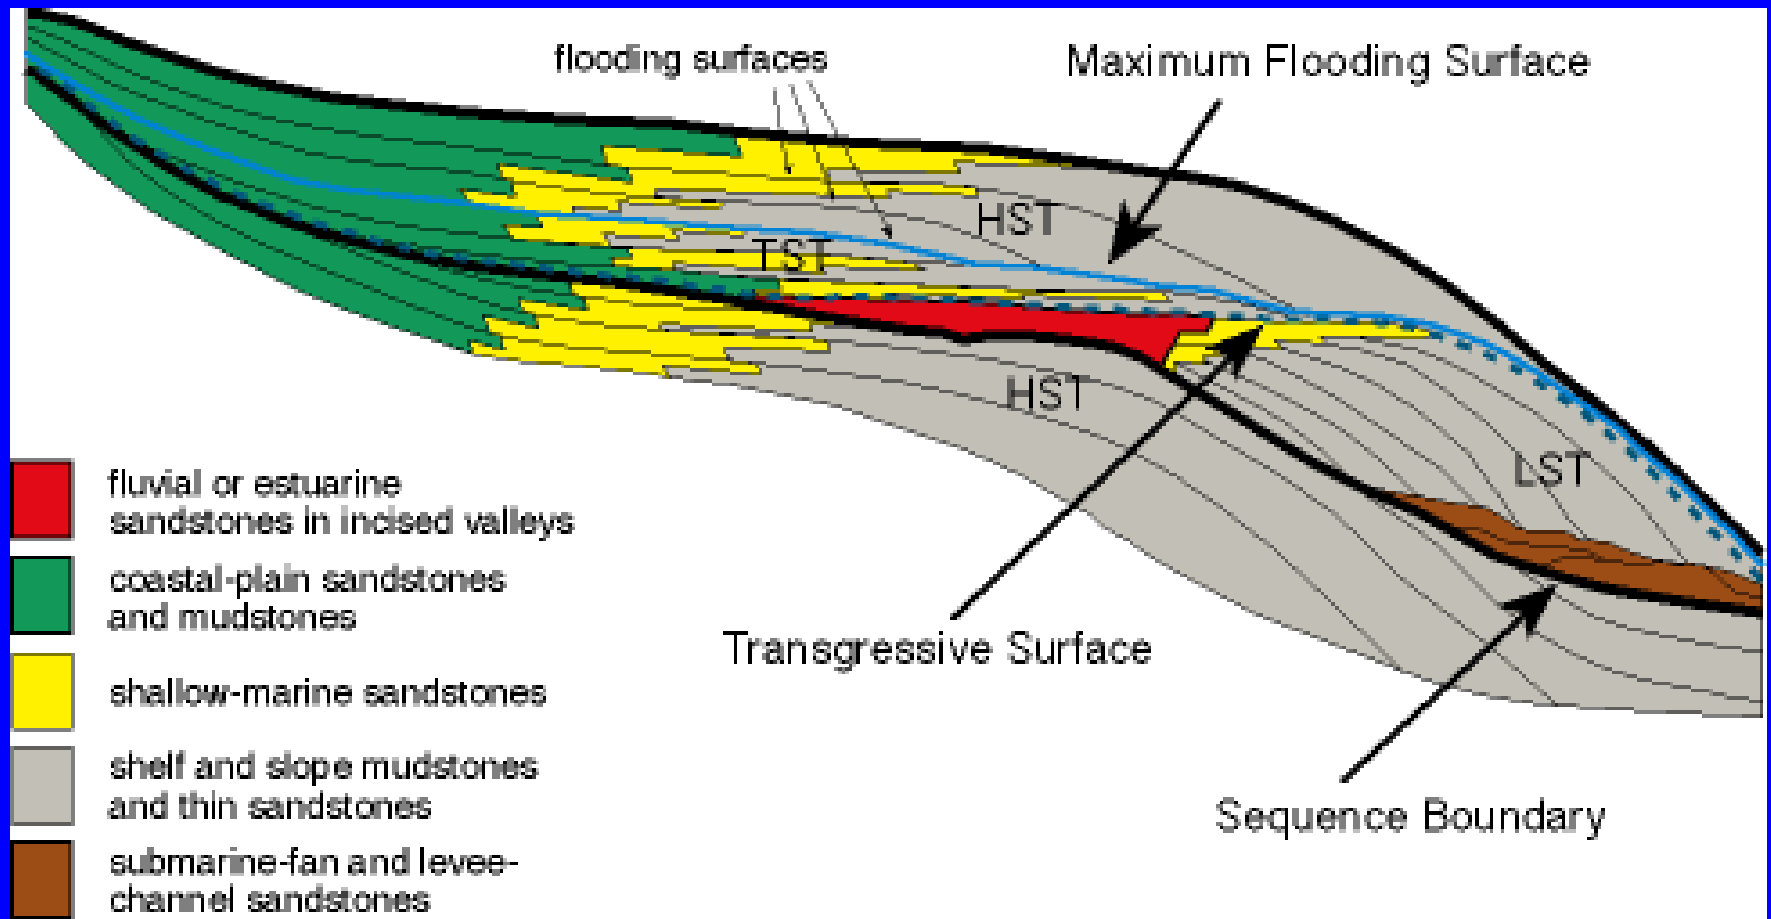 flooding surfaces
Maximum Flooding Surface
HST
TST
HST
LST
fluvial or estuarine
sandstones in incised valleys
coastal-plain sandstones
and mudstones
Transgressive Surface
shallow-marine sandstones
shelf and slope mudstones
and thin sandstones
Sequence Boundary
submarine-fan and levee-
channel sandstones